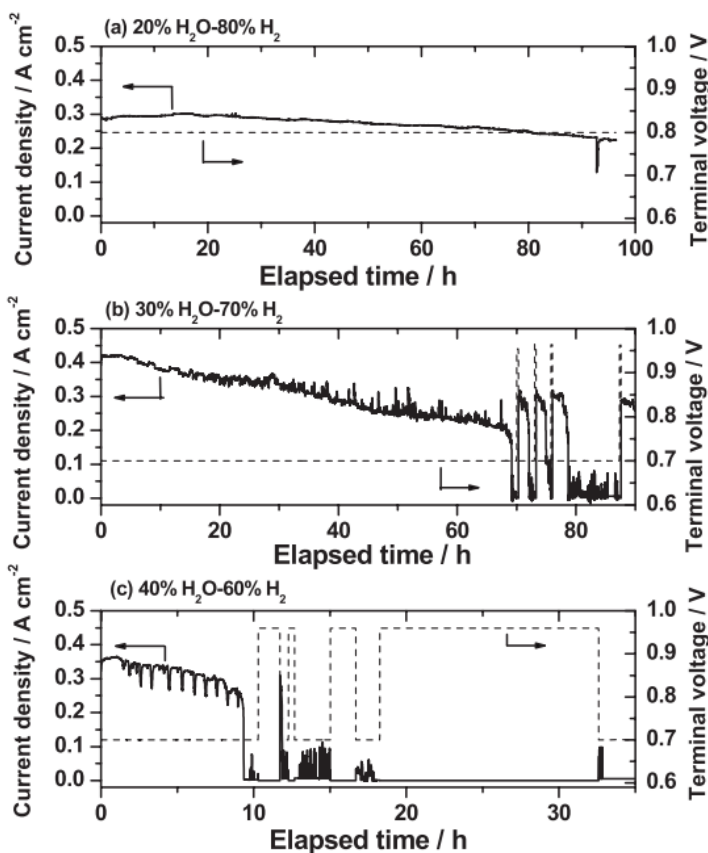 (a) 20% H₂O-80% H₂
Current density / A cm⁻²
0.5
0.4
0.3
0.2
0.1
0.0
1.0
0.9
0.8
0.7
0.6
Terminal voltage / V
0 20 40 60 80 100
Elapsed time / h
(b) 30% H₂O-70% H₂
Current density / A cm⁻²
0.5
0.4
0.3
0.2
0.1
0.0
1.0
0.9
0.8
0.7
0.6
Terminal voltage / V
0 20 40 60 80
Elapsed time / h
(c) 40% H₂O-60% H₂
Current density / A cm⁻²
0.5
0.4
0.3
0.2
0.1
0.0
1.0
0.9
0.8
0.7
0.6
Terminal voltage / V
0 10 20 30
Elapsed time / h